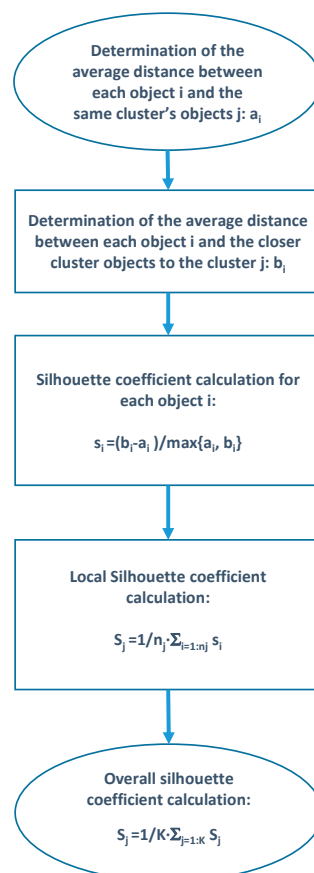 Determination of the
average distance between
each object i and the
same cluster's objects j: aᵢ
Determination of the average distance
between each object i and the closer
cluster objects to the cluster j: bᵢ
Silhouette coefficient calculation for
each object i:
sᵢ =(bᵢ-aᵢ )/max{aᵢ, bᵢ}
Local Silhouette coefficient
calculation:
Sⱼ =1/nⱼ·Σᵢ₌₁:ₙⱼ sᵢ
Overall silhouette
coefficient calculation:
Sⱼ =1/K·Σⱼ₌₁:K Sⱼ